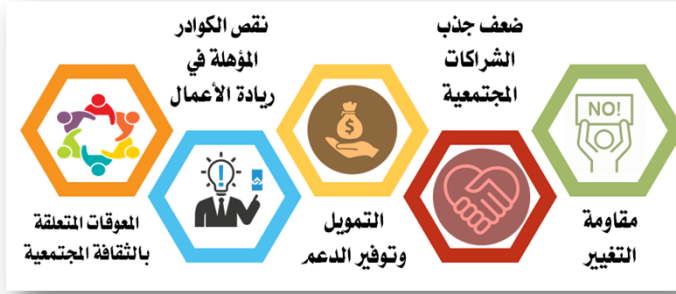 مقاومة
التغيير
NO!
ضعف جذب
الشراكات
المجتمعية
التمويل
وتوفير الدعم
نقص الكوادر
المؤهلة في
ريادة الأعمال
المعوقات المتعلقة
بالثقافة المجتمعية